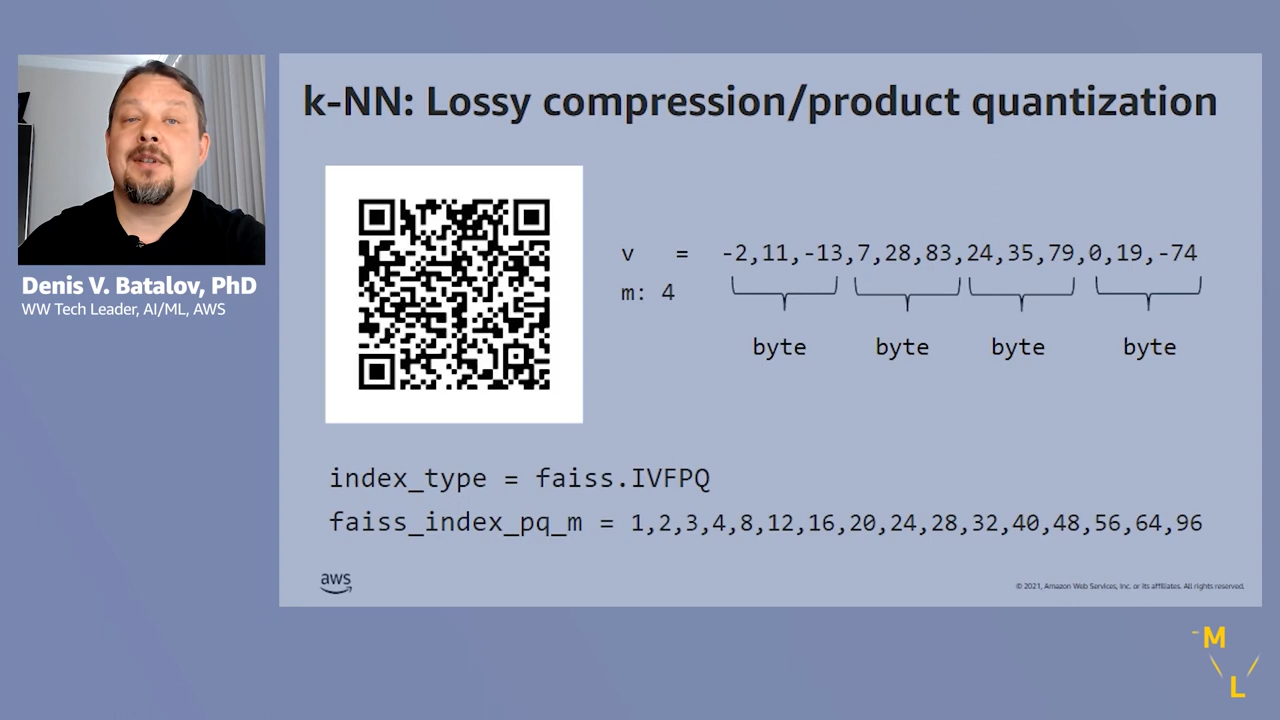 k-NN: Lossy compression/product quantization
Denis V. Batalov, PhD
WW Tech Leader, AI/ML, AWS
v = -2,11,-13,7,28,83,24,35,79,0,19,-74
m: 4
byte byte byte byte
index_type = faiss.IVFPQ
faiss_index_pq_m = 1,2,3,4,8,12,16,20,24,28,32,40,48,56,64,96
aws
© 2021, Amazon Web Services, Inc. or its affiliates. All rights reserved.
M
L